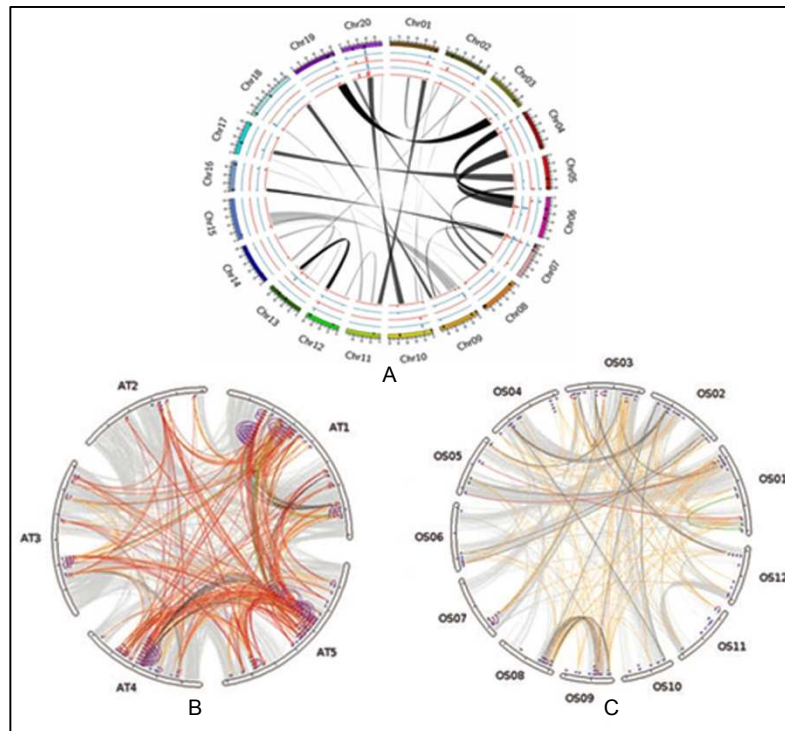 Chr01
Chr02
Chr03
Chr04
Chr05
Chr06
Chr07
Chr08
Chr09
Chr10
Chr11
Chr12
Chr13
Chr14
Chr15
Chr16
Chr17
Chr18
Chr19
Chr20
A
AT1
AT2
AT3
AT4
AT5
B
OS01
OS02
OS03
OS04
OS05
OS06
OS07
OS08
OS09
OS10
OS11
OS12
C